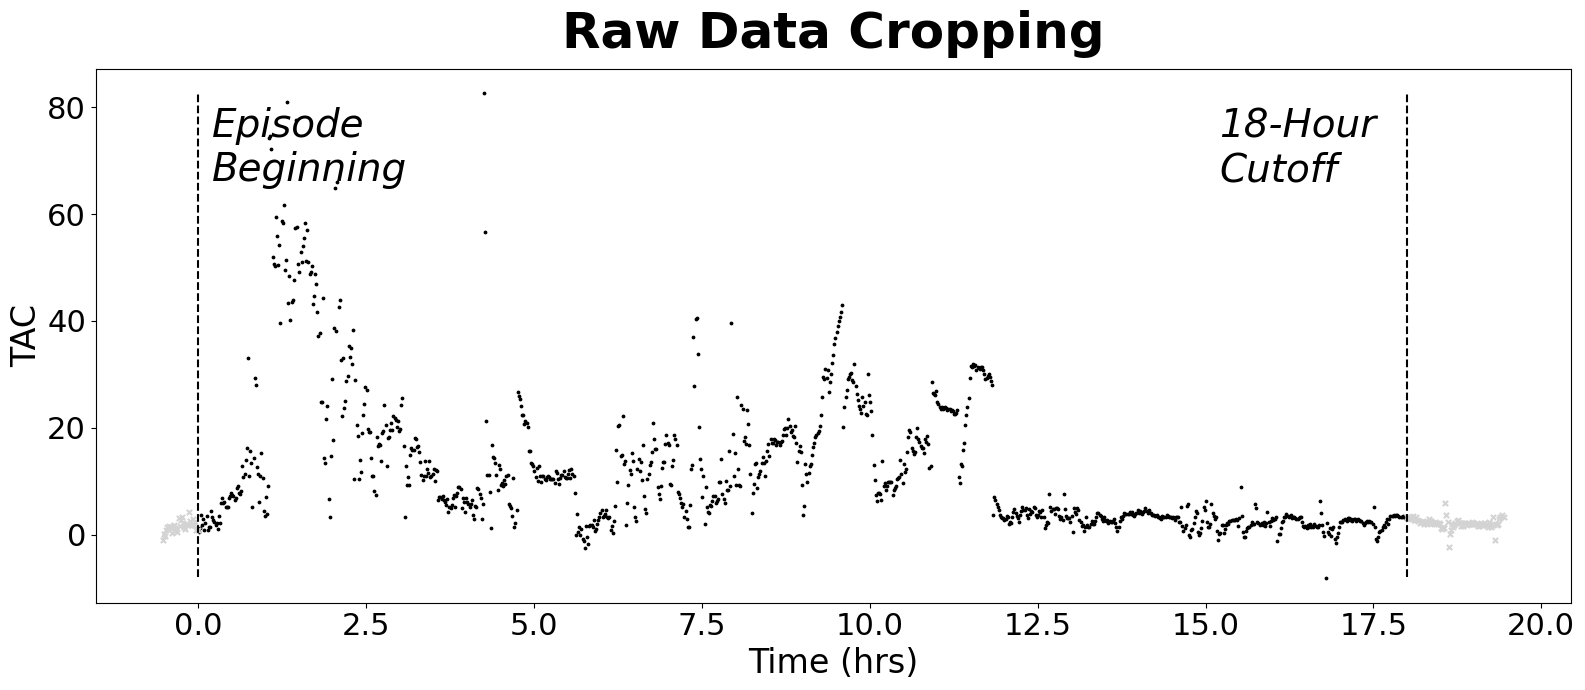 Raw Data Cropping
Episode
Beginning
18-Hour
Cutoff
TAC
80
60
40
20
0
0.0 2.5 5.0 7.5 10.0 12.5 15.0 17.5 20.0
Time (hrs)